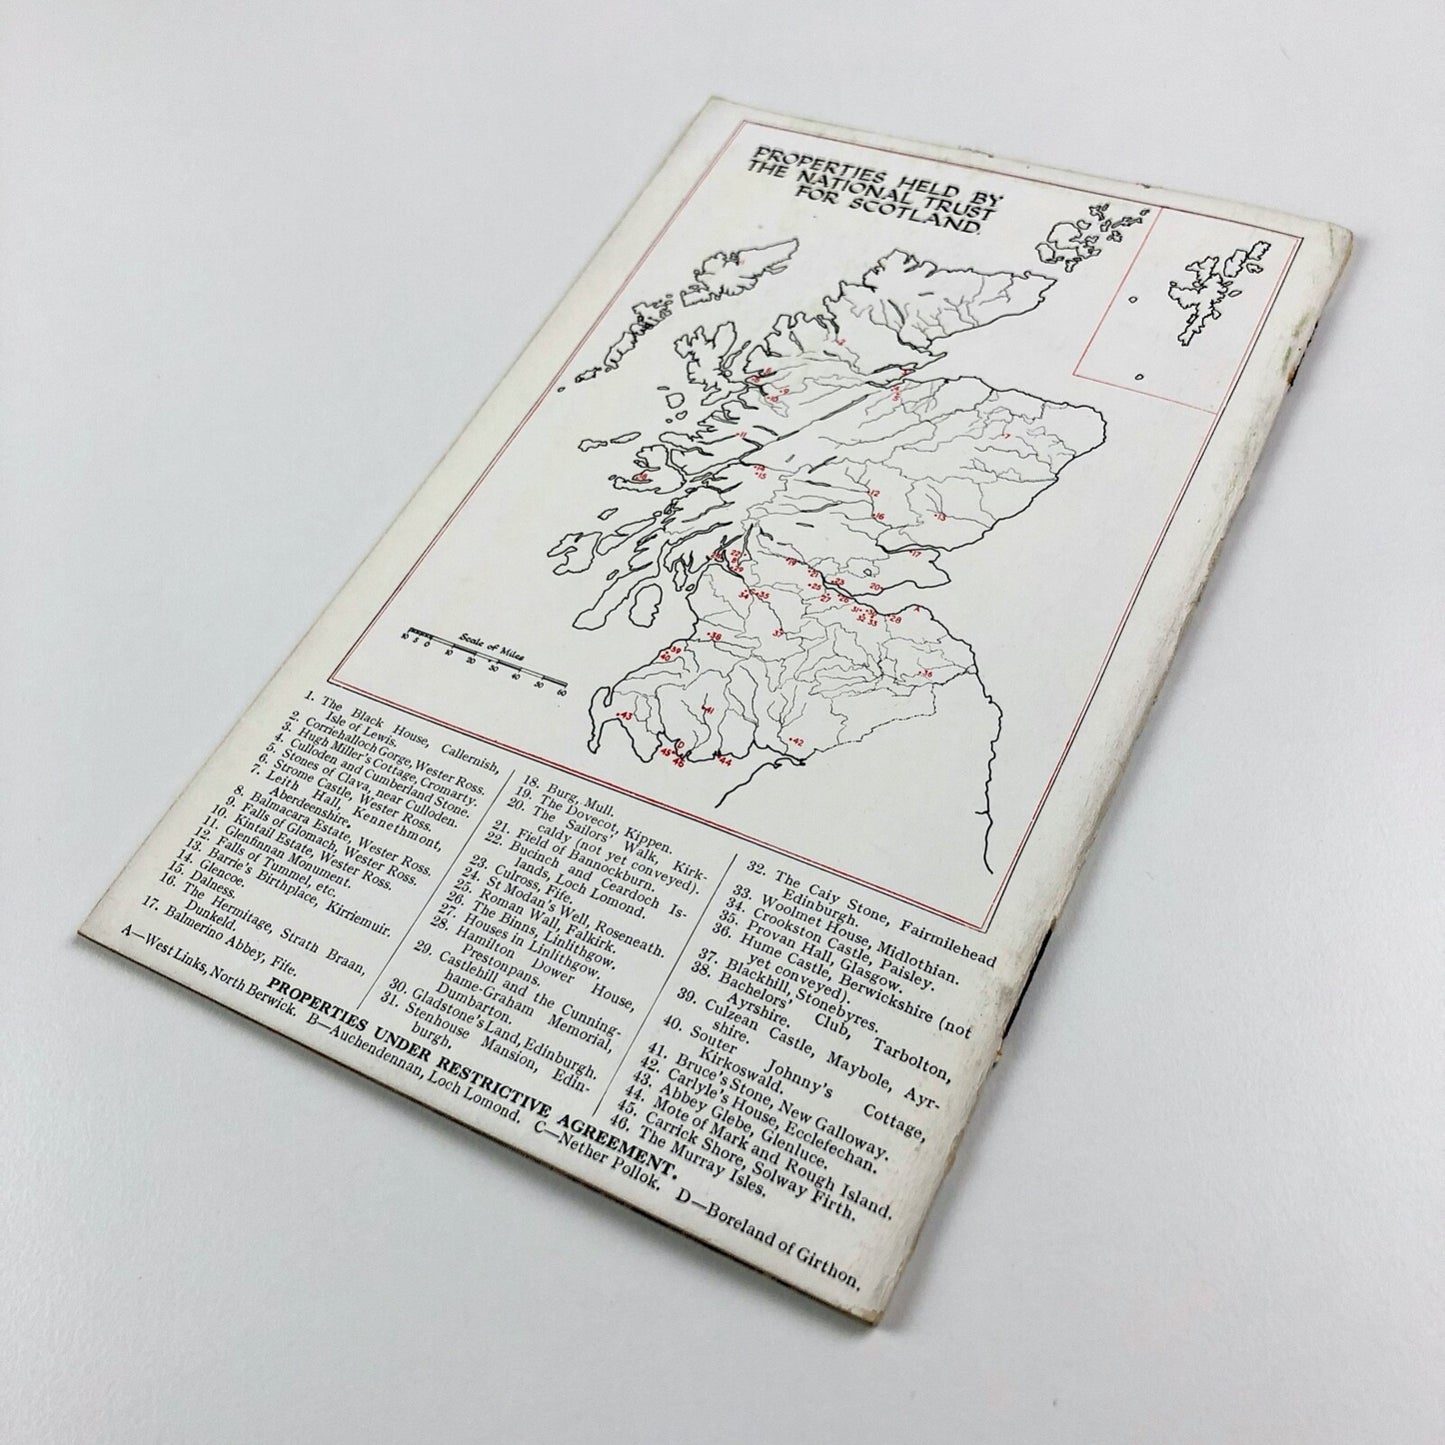 PROPERTIES HELD BY
THE NATIONAL TRUST
FOR SCOTLAND.
Scale of Miles
10 5 0 10 20 30 40 50 60
1. The Black House, Callernish,
Isle of Lewis.
2. Corriehalloch Gorge, Wester Ross.
3. Hugh Miller's Cottage, Cromarty.
4. Culloden and Cumberland Stone.
5. Stones of Clava, near Culloden.
6. Strome Castle, Wester Ross.
7. Leith Hall, Kennethmont,
Aberdeenshire.
8. Balmacara Estate, Wester Ross.
9. Falls of Glomach, Wester Ross.
10. Kintail Estate, Wester Ross.
11. Glenfinnan Monument.
12. Falls of Tummel, etc.
13. Barrie's Birthplace, Kirriemuir.
14. Glencoe.
15. Dalness.
16. The Hermitage, Strath Braan,
Dunkeld.
17. Balmerino Abbey, Fife.
18. Burg, Mull.
19. The Dovecot, Kippen.
20. The Sailors' Walk, Kirk-
caldy (not yet conveyed).
21. Field of Bannockburn.
22. Bucinch and Ceardoch Is-
lands, Loch Lomond.
23. Culross, Fife.
24. St Modan's Well, Roseneath.
25. Roman Wall, Falkirk.
26. The Binns, Linlithgow.
27. Houses in Linlithgow.
28. Hamilton Dower House,
Prestonpans.
29. Castlehill and the Cunning-
hame-Graham Memorial,
Dumbarton.
30. Gladstone's Land, Edinburgh.
31. Stenhouse Mansion, Edin-
burgh.
32. The Caiy Stone, Fairmilehead
Edinburgh.
33. Woolmet House, Midlothian.
34. Crookston Castle, Paisley.
35. Provan Hall, Glasgow.
36. Hume Castle, Berwickshire (not
yet conveyed).
37. Blackhill, Stonebyres.
38. Bachelors' Club, Tarbolton,
Ayrshire.
39. Culzean Castle, Maybole, Ayr-
shire.
40. Souter Johnny's Cottage,
Kirkoswald.
41. Bruce's Stone, New Galloway.
42. Carlyle's House, Ecclefechan.
43. Abbey Glebe, Glenluce.
44. Mote of Mark and Rough Island.
45. Carrick Shore, Solway Firth.
46. The Murray Isles.
PROPERTIES UNDER RESTRICTIVE AGREEMENT.
A—West Links, North Berwick. B—Auchendennan, Loch Lomond. C—Nether Pollok. D—Boreland of Girthon.